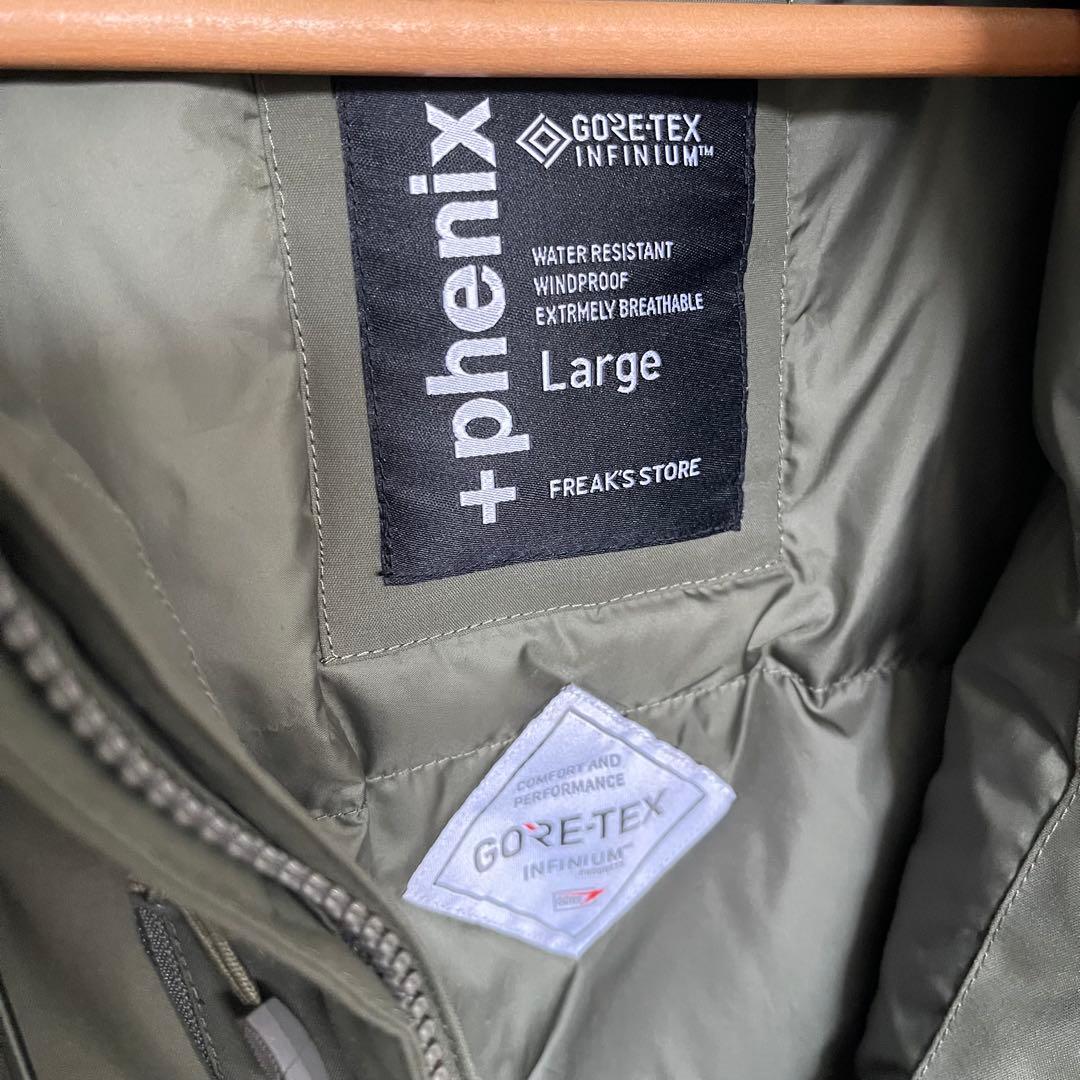 +phenix
GORE-TEX
INFINIUM™
WATER RESISTANT
WINDPROOF
EXTRMELY BREATHABLE
Large
FREAK'S STORE
COMFORT AND
PERFORMANCE
GORE-TEX
INFINIUM™